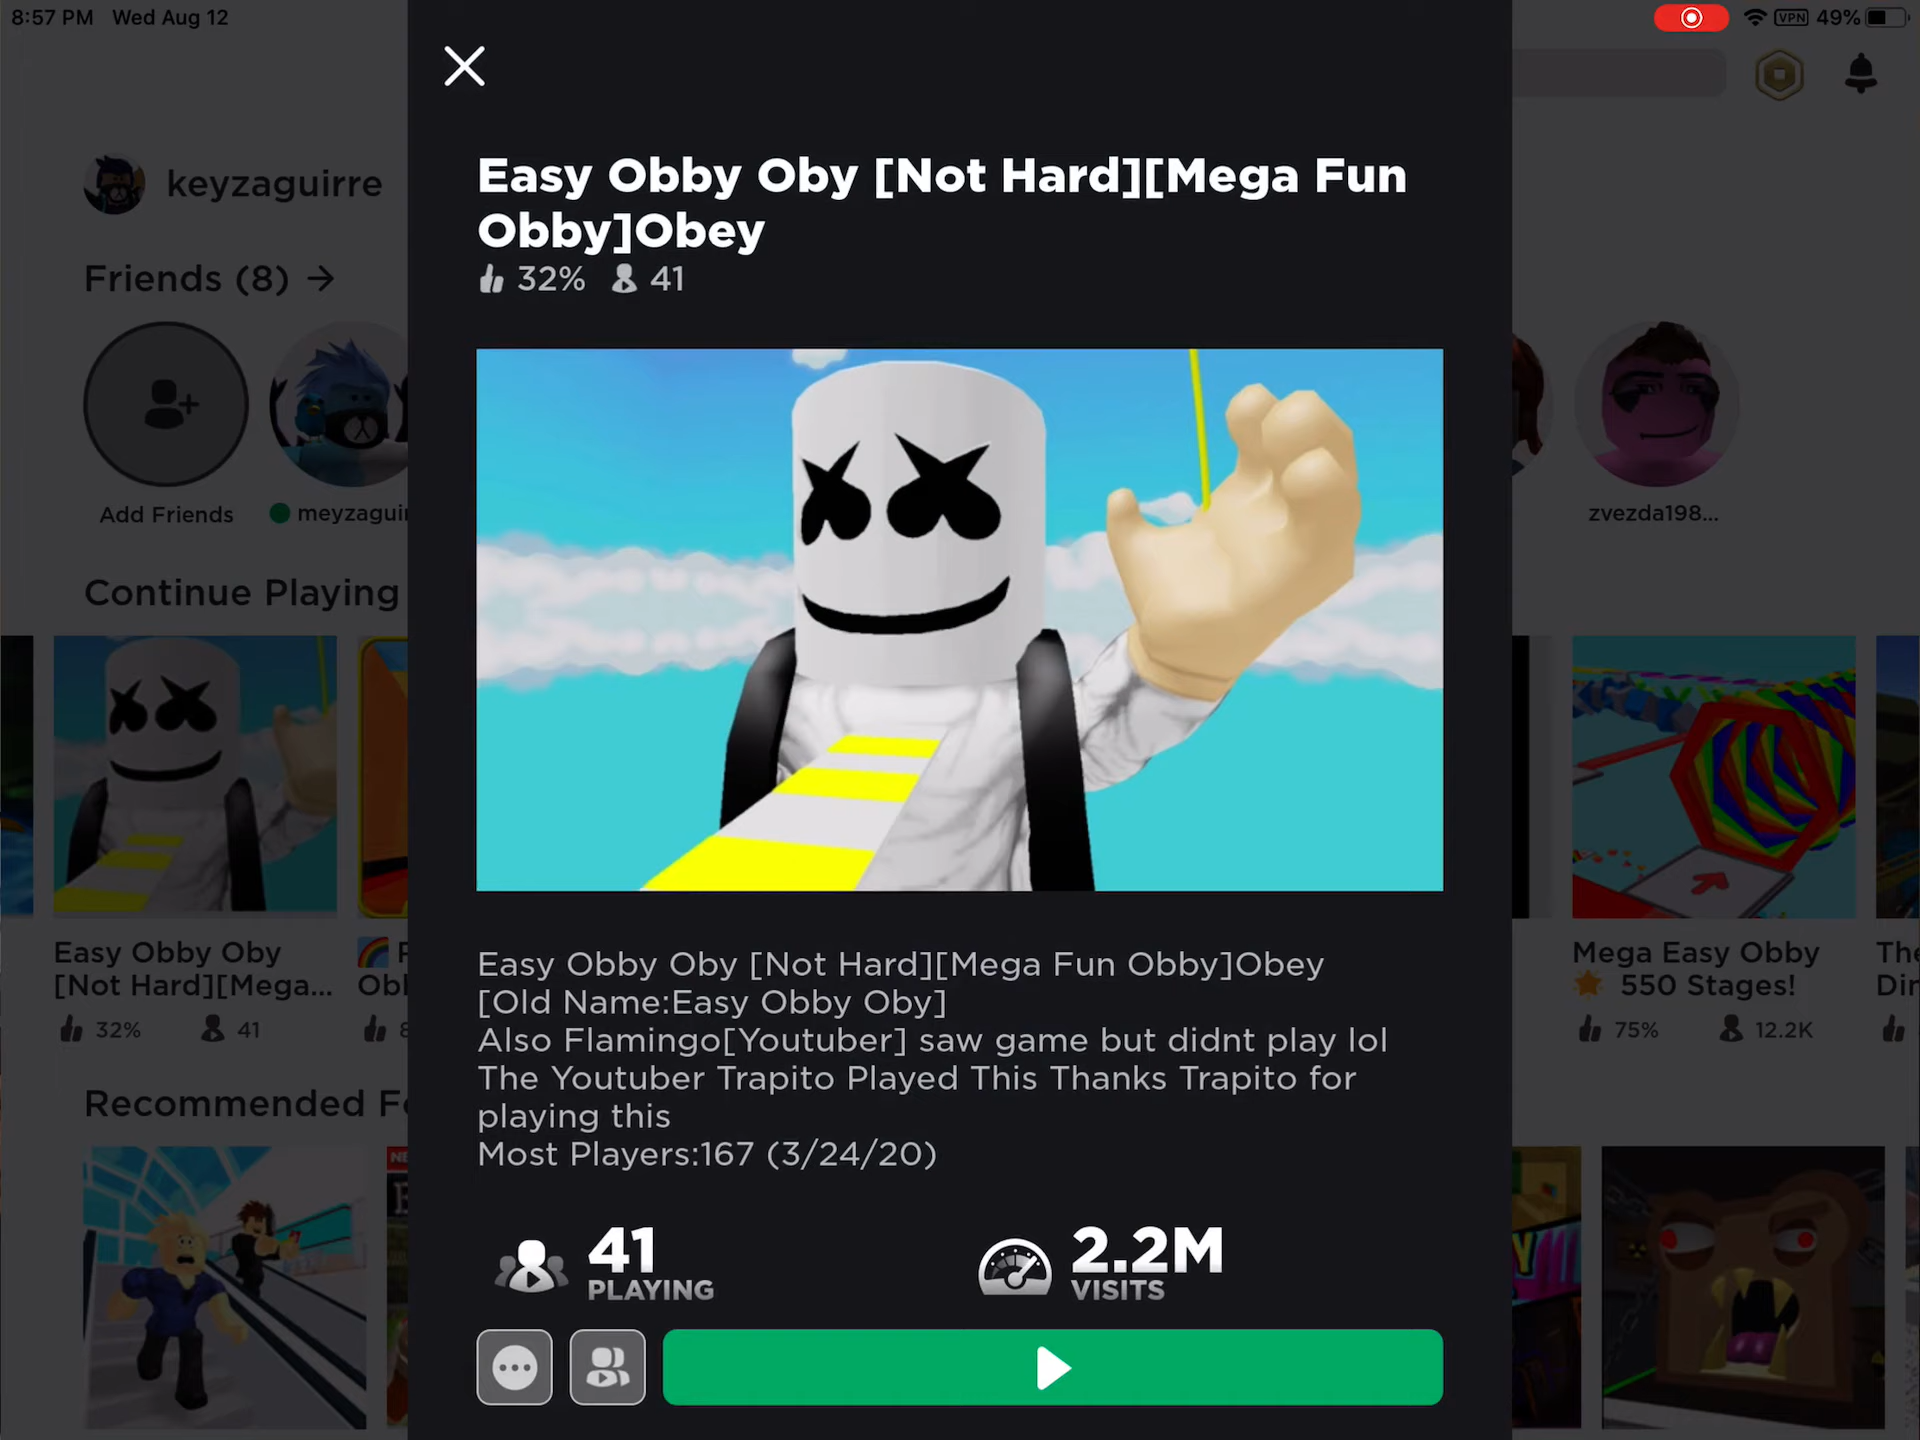 8:57 PM Wed Aug 12
VPN 49%
keyzaguirre
Friends (8)
Add Friends
meyzagui
zvezda198...
Continue Playing
Easy Obby Oby
[Not Hard][Mega...
32% 41
Mega Easy Obby
550 Stages!
75% 12.2K
Recommended
Easy Obby Oby [Not Hard][Mega Fun
Obby]Obey
32% 41
Easy Obby Oby [Not Hard][Mega Fun Obby]Obey
[Old Name:Easy Obby Oby]
Also Flamingo[Youtuber] saw game but didnt play lol
The Youtuber Trapito Played This Thanks Trapito for
playing this
Most Players:167 (3/24/20)
41
PLAYING
2.2M
VISITS